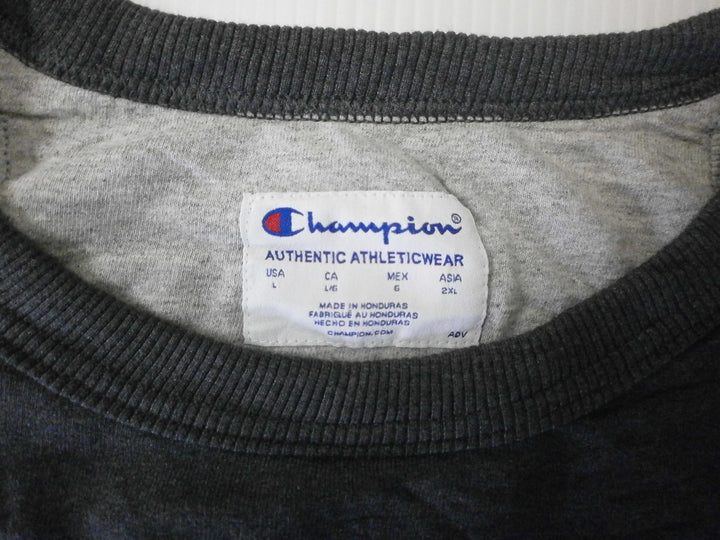 Champion®
AUTHENTIC ATHLETICWEAR
USA CA MEX ASIA
L L/G G 2XL
MADE IN HONDURAS
FABRIQUÉ AU HONDURAS
HECHO EN HONDURAS
CHAMPION.COM
ADV